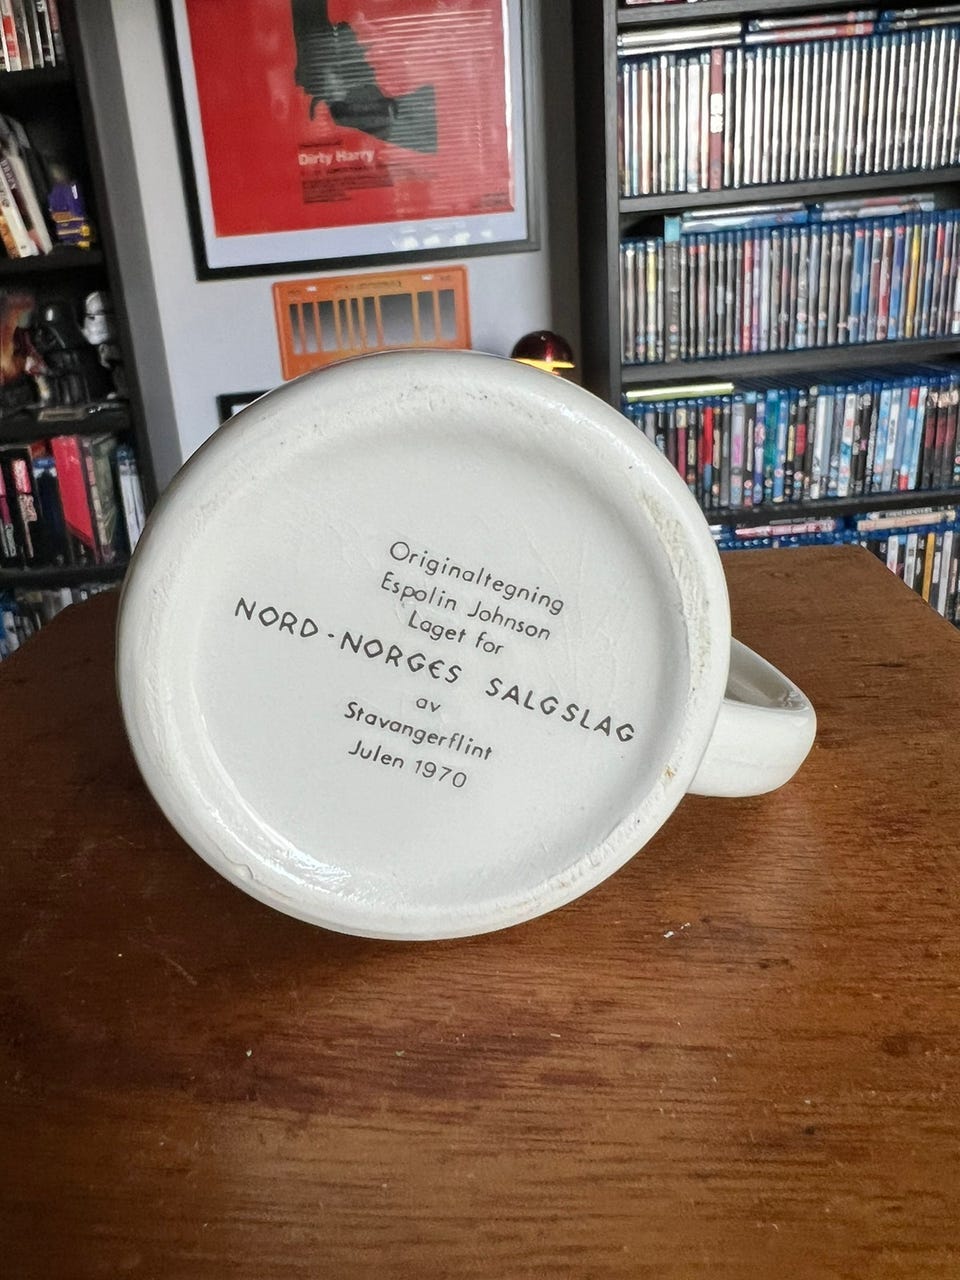 Dirty Harry
Originaltegning
Espolin Johnson
Laget for
NORD-NORGES SALGSLAG
av
Stavangerflint
Julen 1970